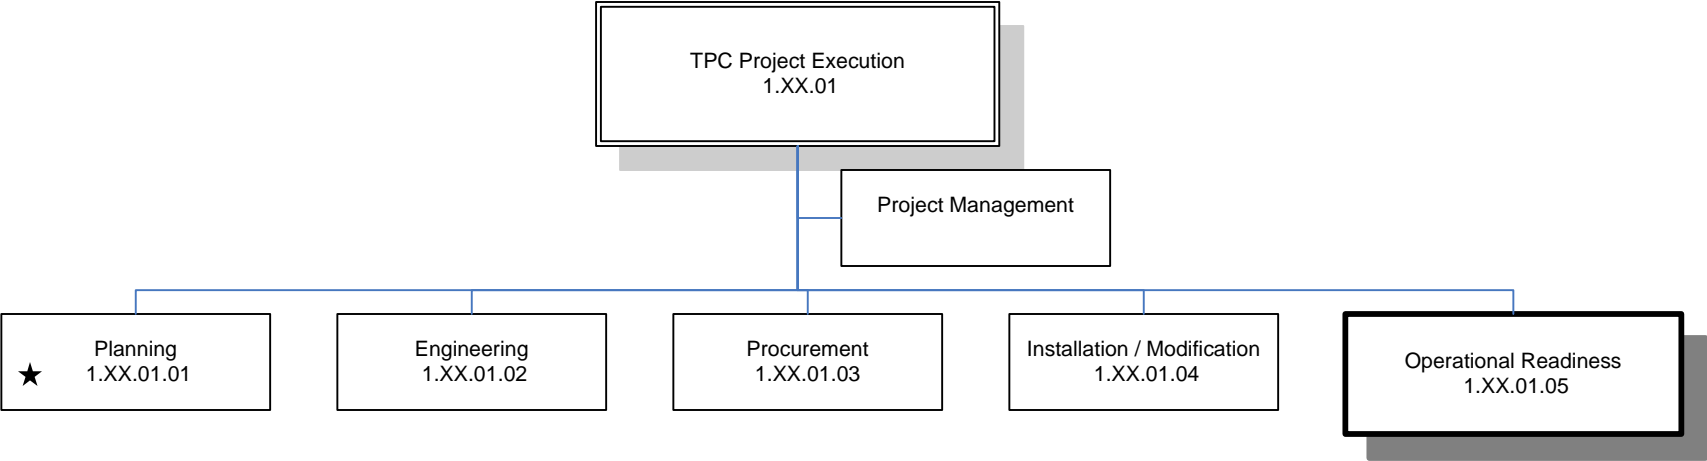 TPC Project Execution
1.XX.01
Project Management
Planning
1.XX.01.01
Engineering
1.XX.01.02
Procurement
1.XX.01.03
Installation / Modification
1.XX.01.04
Operational Readiness
1.XX.01.05